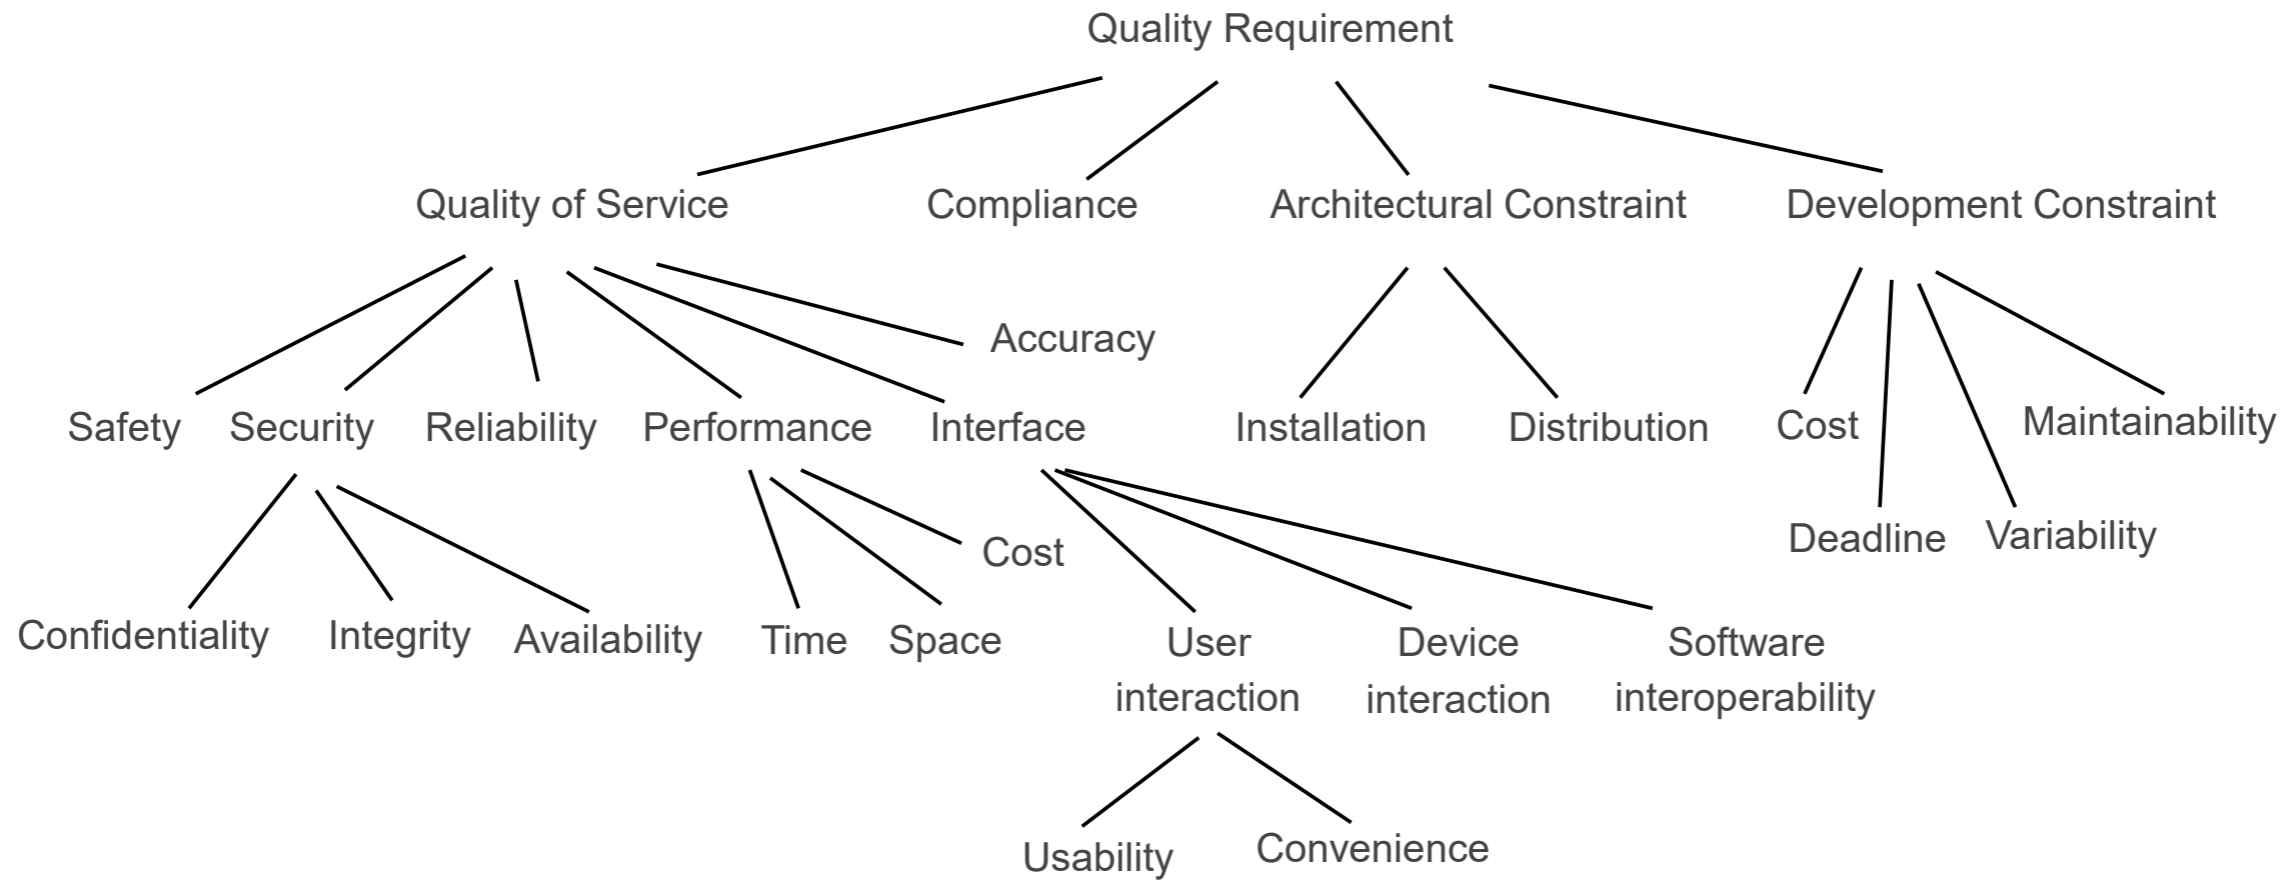 Quality Requirement
Quality of Service
Compliance
Architectural Constraint
Development Constraint
Accuracy
Safety
Security
Reliability
Performance
Interface
Installation
Distribution
Cost
Maintainability
Cost
Deadline
Variability
Confidentiality
Integrity
Availability
Time
Space
User
interaction
Device
interaction
Software
interoperability
Usability
Convenience